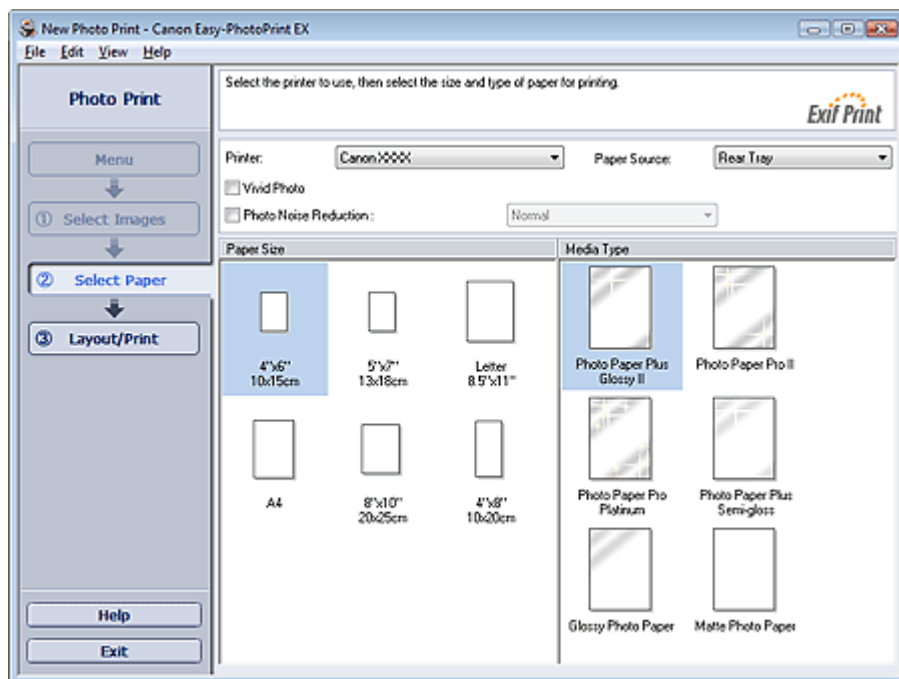 New Photo Print - Canon Easy-PhotoPrint EX
File Edit View Help
Photo Print
Select the printer to use, then select the size and type of paper for printing.
Exif Print
Menu
① Select Images
② Select Paper
③ Layout/Print
Help
Exit
Printer: Canon XXXX Paper Source: Rear Tray
Vivid Photo
Photo Noise Reduction : Normal
Paper Size
4"x6"
10x15cm
5"x7"
13x18cm
Letter
8.5"x11"
A4
8"x10"
20x25cm
4"x8"
10x20cm
Media Type
Photo Paper Plus
Glossy II
Photo Paper Pro II
Photo Paper Pro
Platinum
Photo Paper Plus
Semi-gloss
Glossy Photo Paper
Matte Photo Paper